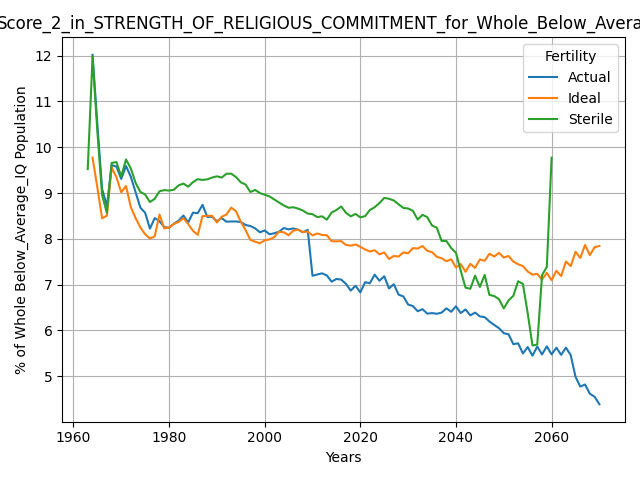 Score_2_in_STRENGTH_OF_RELIGIOUS_COMMITMENT_for_Whole_Below_Avera
Fertility
Actual
Ideal
Sterile
% of Whole Below_Average_IQ Population
12
11
10
9
8
7
6
5
1960 1980 2000 2020 2040 2060
Years